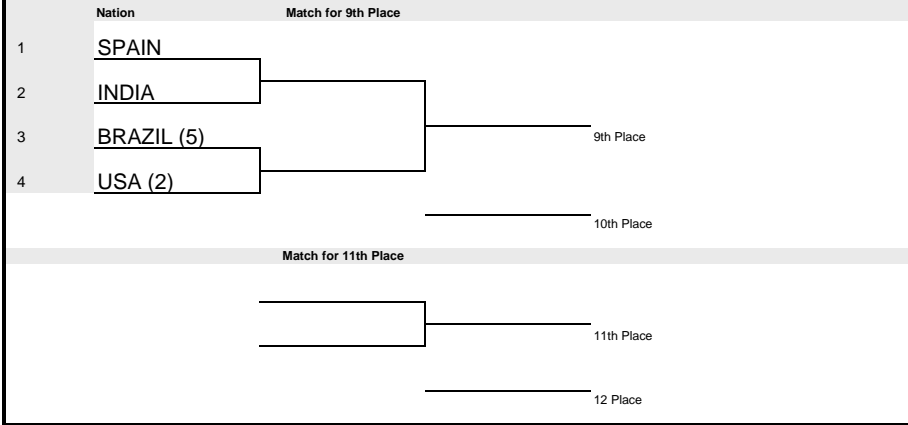 Nation Match for 9th Place
1 SPAIN
2 INDIA
3 BRAZIL (5)
9th Place
4 USA (2)
10th Place
Match for 11th Place
11th Place
12 Place